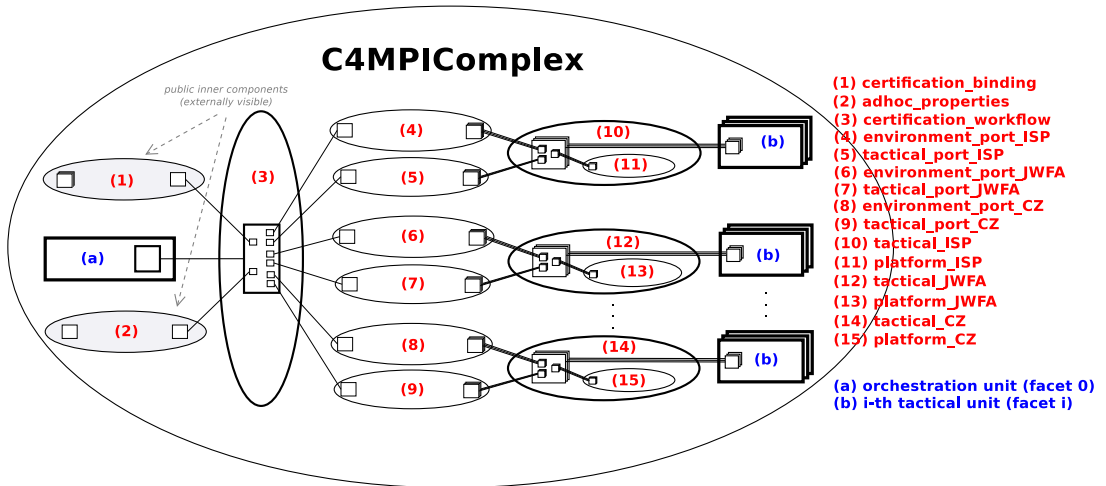 C4MPIComplex
public inner components
(externally visible)
(1)
(2)
(3)
(4)
(5)
(6)
(7)
(8)
(9)
(10)
(11)
(12)
(13)
(14)
(15)
(a)
(b)
(b)
(b)
(1) certification_binding
(2) adhoc_properties
(3) certification_workflow
(4) environment_port_ISP
(5) tactical_port_ISP
(6) environment_port_JWFA
(7) tactical_port_JWFA
(8) environment_port_CZ
(9) tactical_port_CZ
(10) tactical_ISP
(11) platform_ISP
(12) tactical_JWFA
(13) platform_JWFA
(14) tactical_CZ
(15) platform_CZ
(a) orchestration unit (facet 0)
(b) i-th tactical unit (facet i)